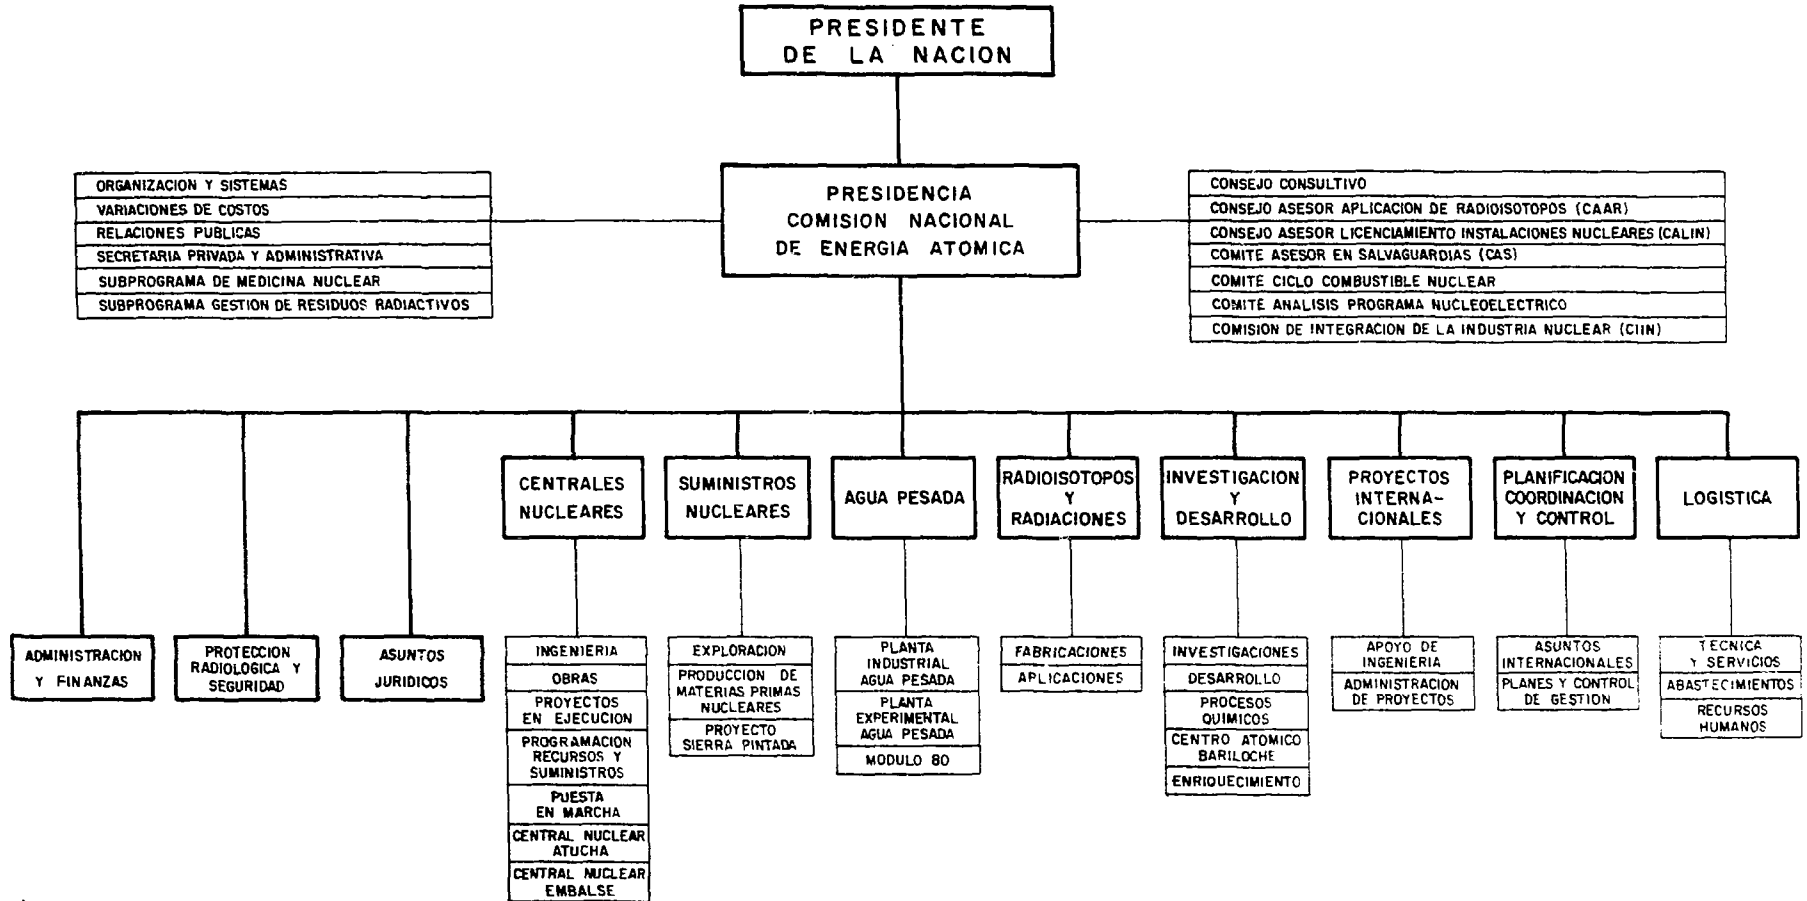 PRESIDENTE
DE LA NACION
PRESIDENCIA
COMISION NACIONAL
DE ENERGIA ATOMICA
ORGANIZACION Y SISTEMAS
VARIACIONES DE COSTOS
RELACIONES PUBLICAS
SECRETARIA PRIVADA Y ADMINISTRATIVA
SUBPROGRAMA DE MEDICINA NUCLEAR
SUBPROGRAMA GESTION DE RESIDUOS RADIACTIVOS
CONSEJO CONSULTIVO
CONSEJO ASESOR APLICACION DE RADIOISOTOPOS (CAAR)
CONSEJO ASESOR LICENCIAMIENTO INSTALACIONES NUCLEARES (CALIN)
COMITE ASESOR EN SALVAGUARDIAS (CAS)
COMITE CICLO COMBUSTIBLE NUCLEAR
COMITE ANALISIS PROGRAMA NUCLEOELECTRICO
COMISION DE INTEGRACION DE LA INDUSTRIA NUCLEAR (CIIN)
ADMINISTRACION
Y FINANZAS
PROTECCION
RADIOLOGICA Y
SEGURIDAD
ASUNTOS
JURIDICOS
CENTRALES
NUCLEARES
INGENIERIA
OBRAS
PROYECTOS
EN EJECUCION
PROGRAMACION
RECURSOS Y
SUMINISTROS
PUESTA
EN MARCHA
CENTRAL NUCLEAR
ATUCHA
CENTRAL NUCLEAR
EMBALSE
SUMINISTROS
NUCLEARES
EXPLORACION
PRODUCCION DE
MATERIAS PRIMAS
NUCLEARES
PROYECTO
SIERRA PINTADA
AGUA PESADA
PLANTA
INDUSTRIAL
AGUA PESADA
PLANTA
EXPERIMENTAL
AGUA PESADA
MODULO 80
RADIOISOTOPOS
Y
RADIACIONES
FABRICACIONES
APLICACIONES
INVESTIGACION
Y
DESARROLLO
INVESTIGACIONES
DESARROLLO
PROCESOS
QUIMICOS
CENTRO ATOMICO
BARILOCHE
ENRIQUECIMIENTO
PROYECTOS
INTERNA-
CIONALES
APOYO DE
INGENIERIA
ADMINISTRACION
DE PROYECTOS
PLANIFICACION
COORDINACION
Y CONTROL
ASUNTOS
INTERNACIONALES
PLANES Y CONTROL
DE GESTION
LOGISTICA
TECNICA
Y SERVICIOS
ABASTECIMIENTOS
RECURSOS
HUMANOS